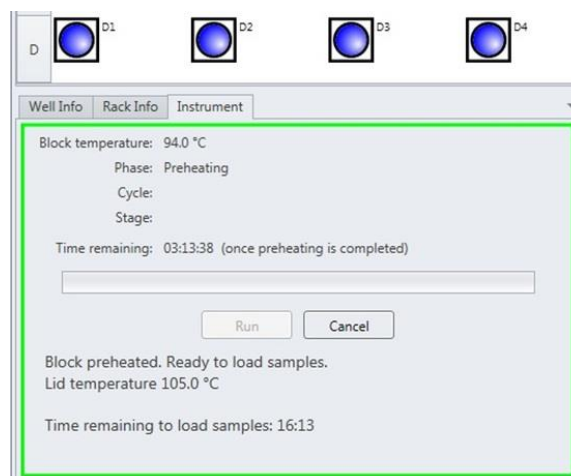 D D1 D2 D3 D4
Well Info Rack Info Instrument
Block temperature: 94.0 °C
Phase: Preheating
Cycle:
Stage:
Time remaining: 03:13:38 (once preheating is completed)
Run Cancel
Block preheated. Ready to load samples.
Lid temperature 105.0 °C
Time remaining to load samples: 16:13